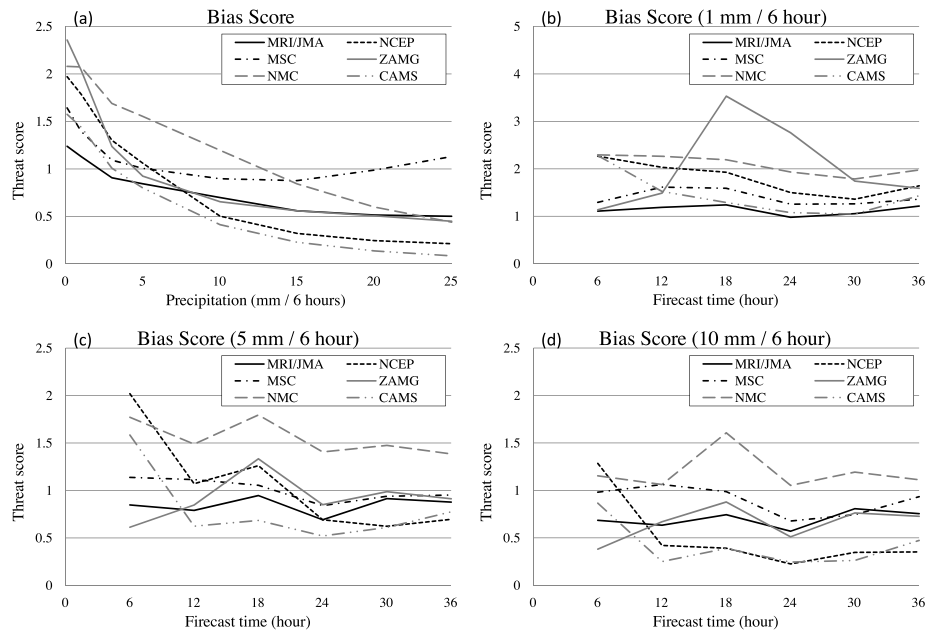 (a) Bias Score
2.5
2
1.5
1
0.5
0
Threat score
MRI/JMA NCEP
MSC ZAMG
NMC CAMS
0 5 10 15 20 25
Precipitation (mm / 6 hours)
(b) Bias Score (1 mm / 6 hour)
5
4
3
2
1
0
Threat score
MRI/JMA NCEP
MSC ZAMG
NMC CAMS
0 6 12 18 24 30 36
Firecast time (hour)
(c) Bias Score (5 mm / 6 hour)
2.5
2
1.5
1
0.5
0
Threat score
MRI/JMA NCEP
MSC ZAMG
NMC CAMS
0 6 12 18 24 30 36
Firecast time (hour)
(d) Bias Score (10 mm / 6 hour)
2.5
2
1.5
1
0.5
0
Threat score
MRI/JMA NCEP
MSC ZAMG
NMC CAMS
0 6 12 18 24 30 36
Firecast time (hour)